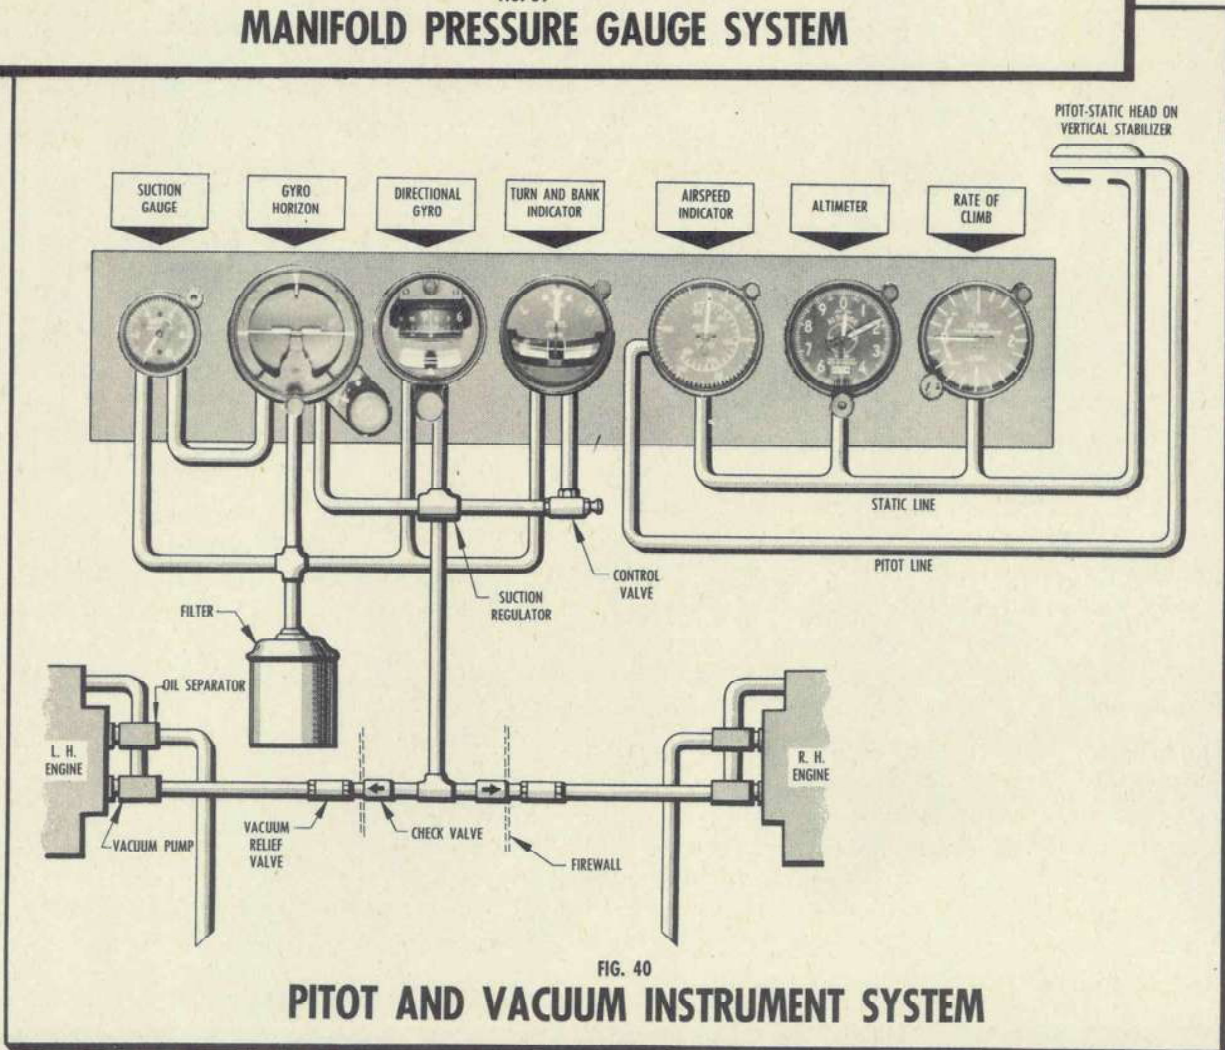 MANIFOLD PRESSURE GAUGE SYSTEM
PITOT-STATIC HEAD ON
VERTICAL STABILIZER
SUCTION
GAUGE
GYRO
HORIZON
DIRECTIONAL
GYRO
TURN AND BANK
INDICATOR
AIRSPEED
INDICATOR
ALTIMETER
RATE OF
CLIMB
STATIC LINE
PITOT LINE
CONTROL
VALVE
SUCTION
REGULATOR
FILTER
OIL SEPARATOR
L. H.
ENGINE
R. H.
ENGINE
VACUUM PUMP
VACUUM
RELIEF
VALVE
CHECK VALVE
FIREWALL
FIG. 40
PITOT AND VACUUM INSTRUMENT SYSTEM